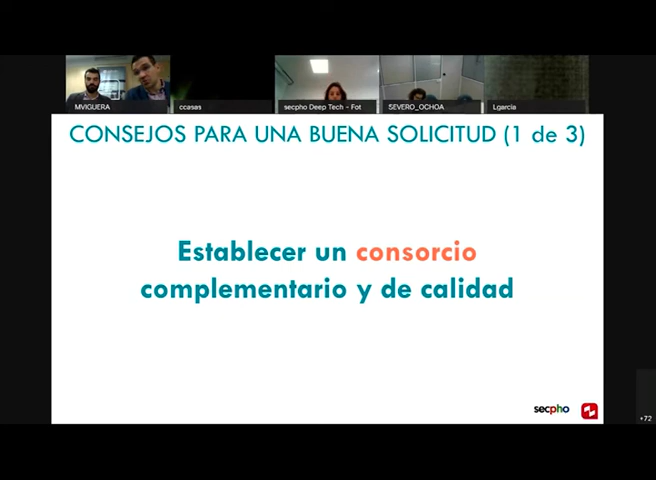 MVIGUERA
ccasas
secpho Deep Tech - Fot
SEVERO_OCHOA
Lgarcia
CONSEJOS PARA UNA BUENA SOLICITUD (1 de 3)
Establecer un consorcio
complementario y de calidad
secpho
+72